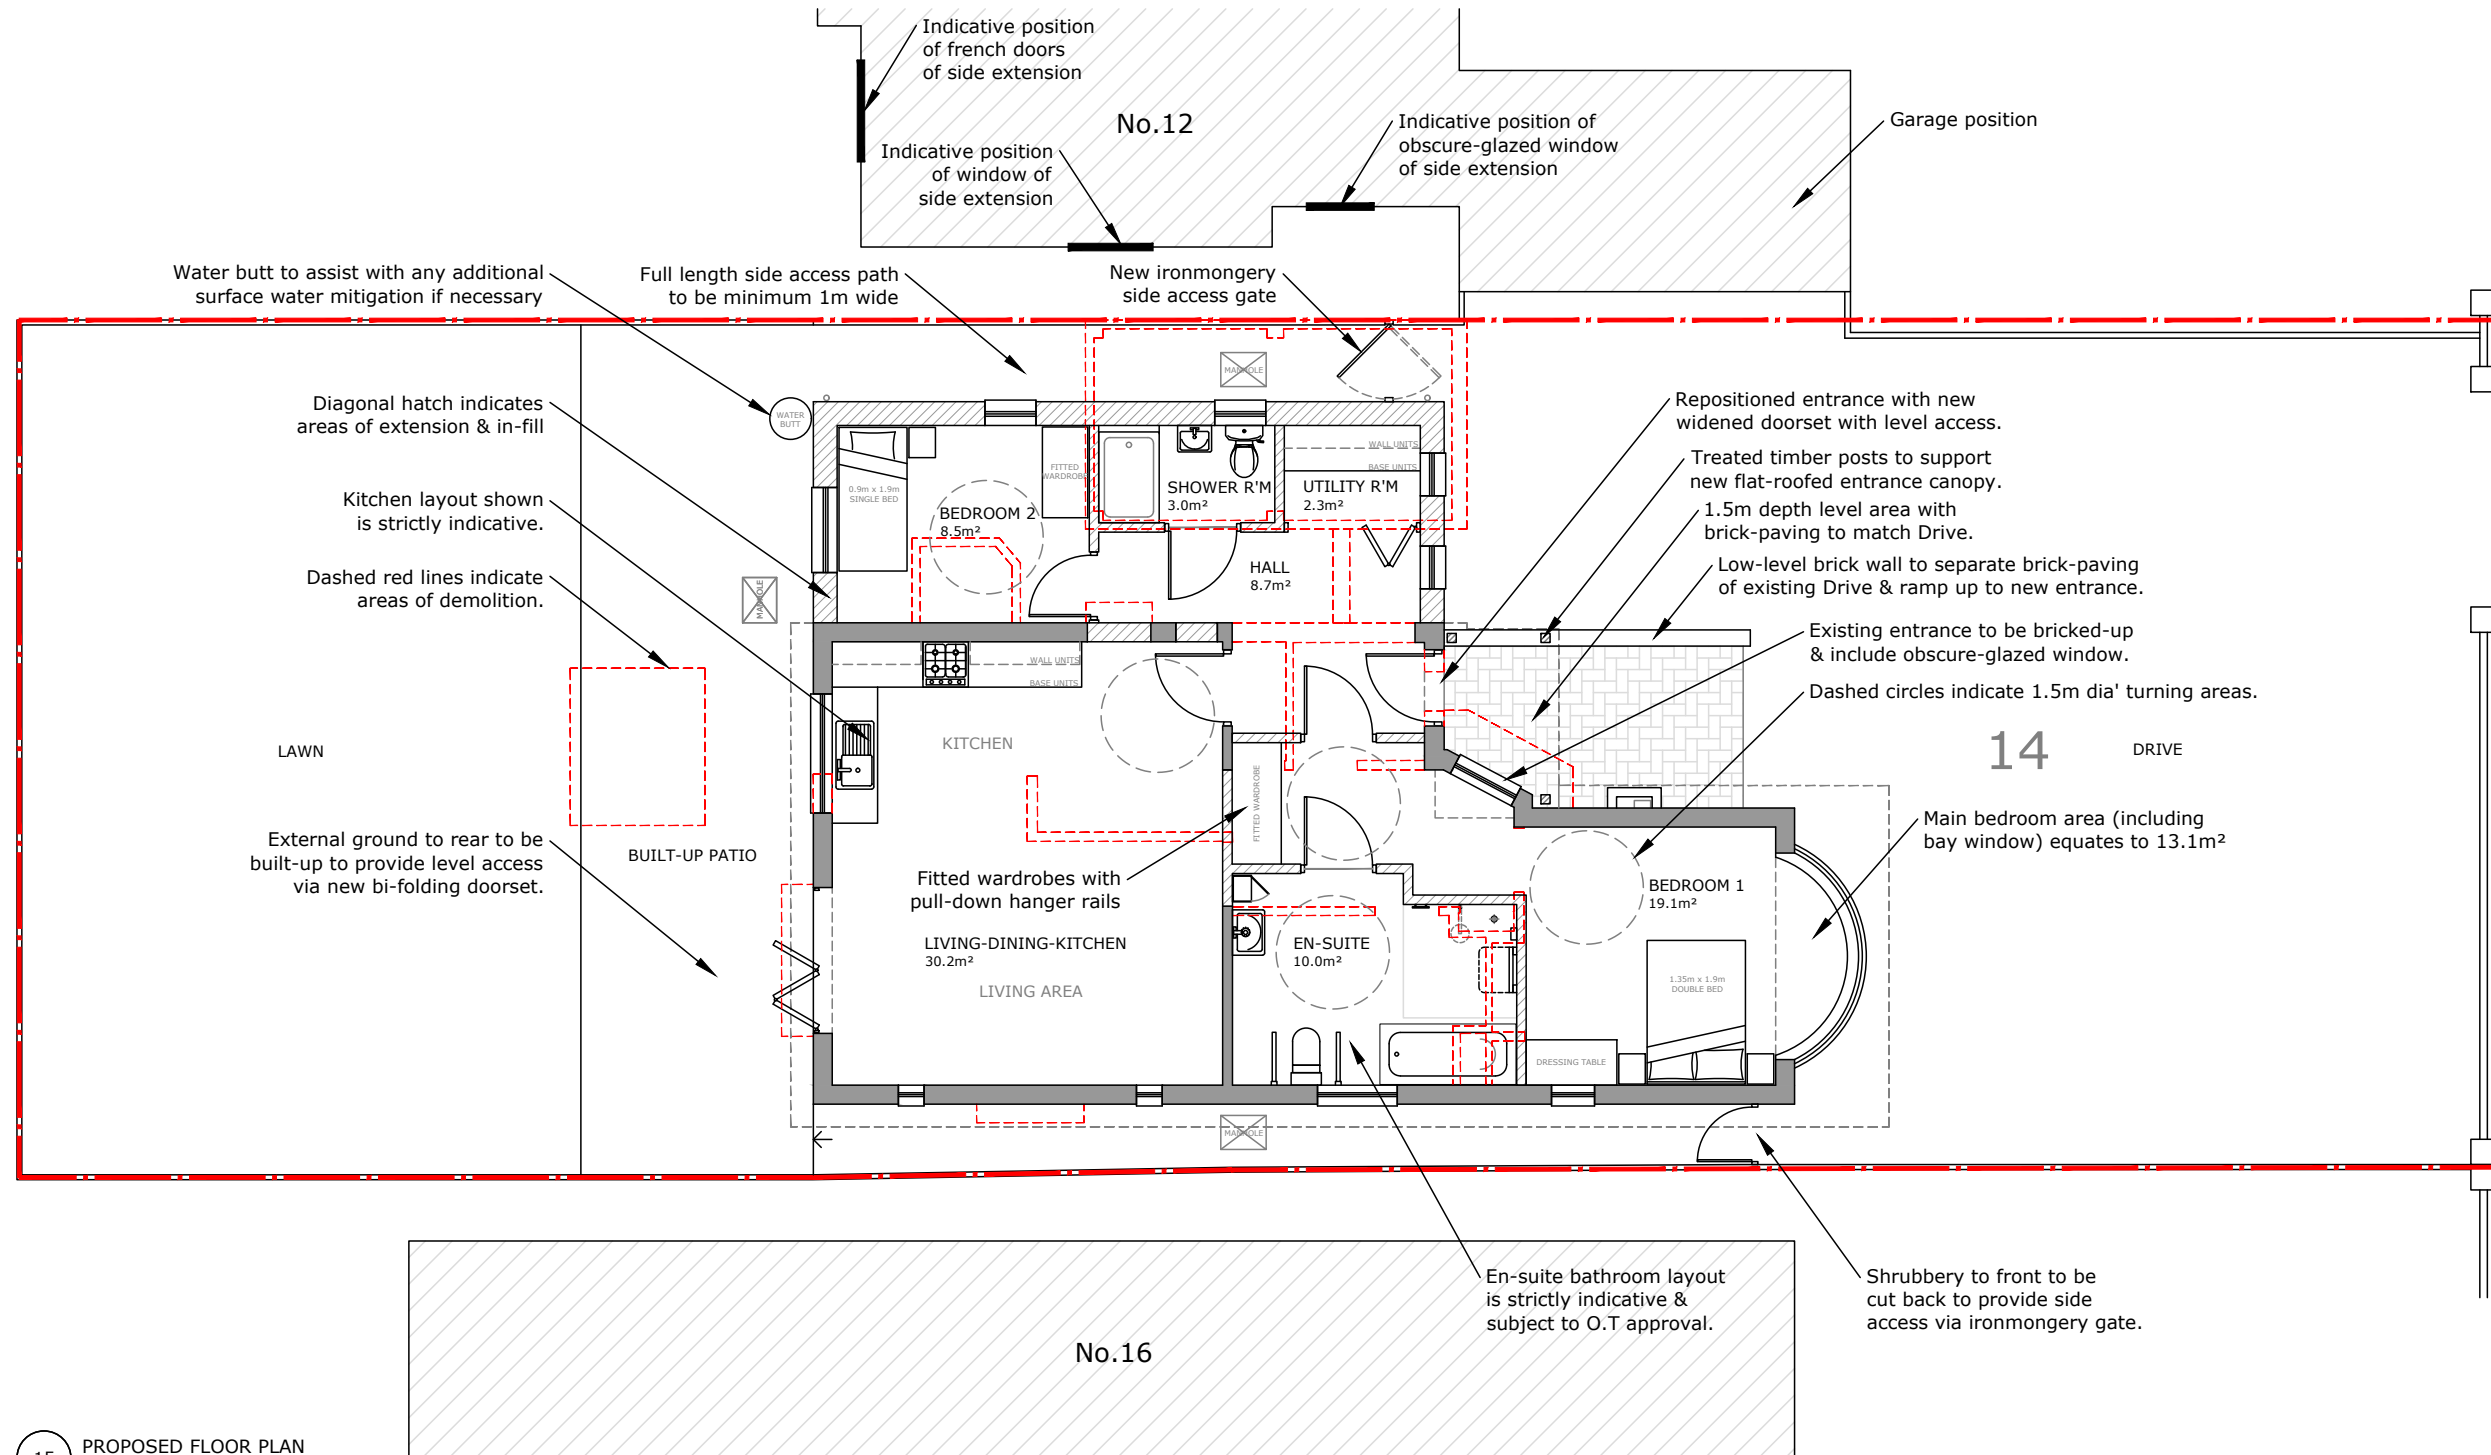 Indicative position
of french doors
of side extension
No.12
Indicative position
of window of
side extension
Indicative position of
obscure-glazed window
of side extension
Garage position
Water butt to assist with any additional
surface water mitigation if necessary
Full length side access path
to be minimum 1m wide
New ironmongery
side access gate
MANHOLE
Diagonal hatch indicates
areas of extension & in-fill
WATER
BUTT
Repositioned entrance with new
widened doorset with level access.
Kitchen layout shown
is strictly indicative.
0.9m x 1.9m
SINGLE BED
FITTED
WARDROBE
BEDROOM 2
8.5m²
SHOWER R'M
3.0m²
WALL UNITS
BASE UNITS
UTILITY R'M
2.3m²
Treated timber posts to support
new flat-roofed entrance canopy.
1.5m depth level area with
brick-paving to match Drive.
Dashed red lines indicate
areas of demolition.
MANHOLE
HALL
8.7m²
Low-level brick wall to separate brick-paving
of existing Drive & ramp up to new entrance.
Existing entrance to be bricked-up
& include obscure-glazed window.
WALL UNITS
BASE UNITS
Dashed circles indicate 1.5m dia' turning areas.
LAWN
KITCHEN
14
DRIVE
FITTED WARDROBE
External ground to rear to be
built-up to provide level access
via new bi-folding doorset.
BUILT-UP PATIO
Main bedroom area (including
bay window) equates to 13.1m²
Fitted wardrobes with
pull-down hanger rails
BEDROOM 1
19.1m²
LIVING-DINING-KITCHEN
30.2m²
LIVING AREA
EN-SUITE
10.0m²
1.35m x 1.9m
DOUBLE BED
DRESSING TABLE
MANHOLE
En-suite bathroom layout
is strictly indicative &
subject to O.T approval.
Shrubbery to front to be
cut back to provide side
access via ironmongery gate.
No.16
15
PROPOSED FLOOR PLAN